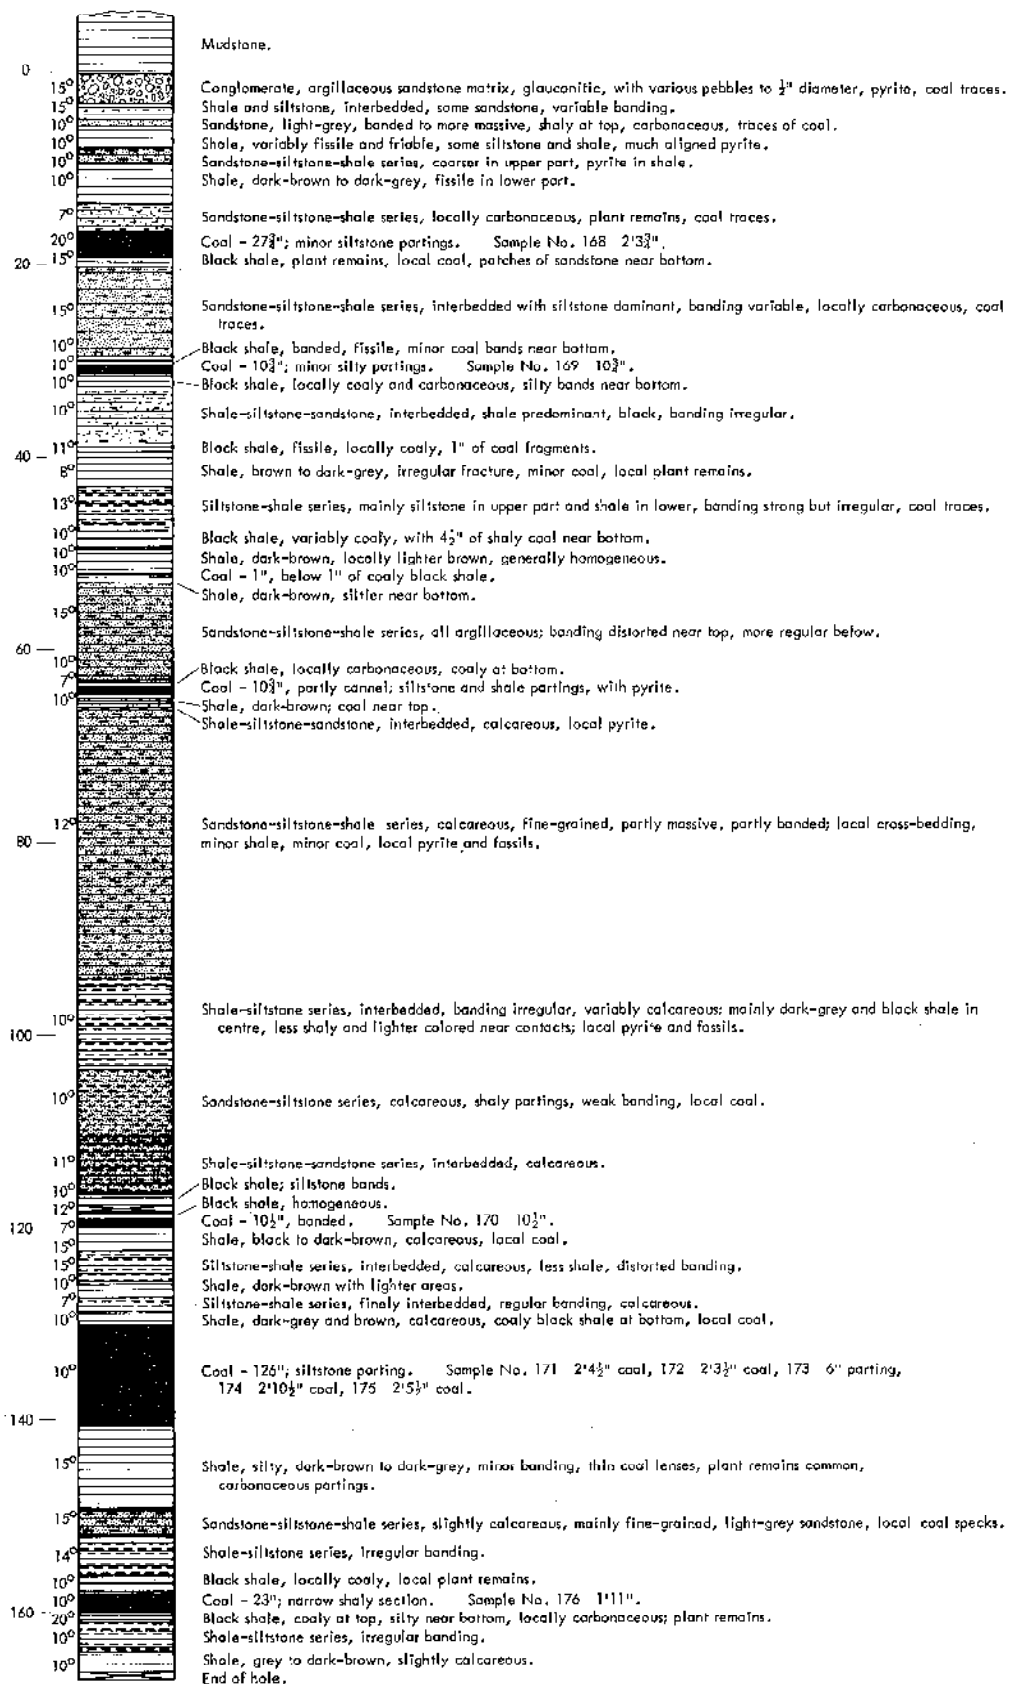 Mudstone.
0
15° Conglomerate, argillaceous sandstone matrix, glauconitic, with various pebbles to ½" diameter, pyrite, coal traces.
15° Shale and siltstone, interbedded, some sandstone, variable banding.
10° Sandstone, light-grey, banded to more massive, shaly at top, carbonaceous, traces of coal.
10° Shale, variably fissile and friable, some siltstone and shale, much aligned pyrite.
10° Sandstone-siltstone-shale series, coarser in upper part, pyrite in shale.
10° Shale, dark-brown to dark-grey, fissile in lower part.
7° Sandstone-siltstone-shale series, locally carbonaceous, plant remains, coal traces.
20° Coal - 27¾"; minor siltstone partings. Sample No. 168 2'3¾".
20 15° Black shale, plant remains, local coal, patches of sandstone near bottom.
15° Sandstone-siltstone-shale series, interbedded with siltstone dominant, banding variable, locally carbonaceous, coal
traces.
10° Black shale, banded, fissile, minor coal bands near bottom.
10° Coal - 10¾"; minor silty partings. Sample No. 169 10¾".
10° Black shale, locally coaly and carbonaceous, silty bands near bottom.
10° Shale-siltstone-sandstone, interbedded, shale predominant, black, banding irregular.
11° Black shale, fissile, locally coaly, 1" of coal fragments.
40
8° Shale, brown to dark-grey, irregular fracture, minor coal, local plant remains.
13° Siltstone-shale series, mainly siltstone in upper part and shale in lower, banding strong but irregular, coal traces.
10° Black shale, variably coaly, with 4½" of shaly coal near bottom.
10° Shale, dark-brown, locally lighter brown, generally homogeneous.
10° Coal - 1", below 1" of coaly black shale.
Shale, dark-brown, siltier near bottom.
15°
Sandstone-siltstone-shale series, all argillaceous; banding distorted near top, more regular below.
60
10° Black shale, locally carbonaceous, coaly at bottom.
7° Coal - 10¾", partly cannel; siltstone and shale partings, with pyrite.
10° Shale, dark-brown; coal near top.
Shale-siltstone-sandstone, interbedded, calcareous, local pyrite.
12° Sandstone-siltstone-shale series, calcareous, fine-grained, partly massive, partly banded; local cross-bedding,
80 minor shale, minor coal, local pyrite and fossils.
10° Shale-siltstone series, interbedded, banding irregular, variably calcareous; mainly dark-grey and black shale in
100 centre, less shaly and lighter colored near contacts; local pyrite and fossils.
10° Sandstone-siltstone series, calcareous, shaly partings, weak banding, local coal.
11° Shale-siltstone-sandstone series, interbedded, calcareous.
10° Black shale; siltstone bands.
12° Black shale, homogeneous.
120 7° Coal - 10½", banded. Sample No. 170 10½".
15° Shale, black to dark-brown, calcareous, local coal.
15° Siltstone-shale series, interbedded, calcareous, less shale, distorted banding.
10° Shale, dark-brown with lighter areas.
7° Siltstone-shale series, finely interbedded, regular banding, calcareous.
10° Shale, dark-grey and brown, calcareous, coaly black shale at bottom, local coal.
10° Coal - 126"; siltstone parting. Sample No. 171 2'4½" coal, 172 2'3½" coal, 173 6" parting,
174 2'10½" coal, 175 2'5½" coal.
140
15° Shale, silty, dark-brown to dark-grey, minor banding, thin coal lenses, plant remains common,
carbonaceous partings.
15° Sandstone-siltstone-shale series, slightly calcareous, mainly fine-grained, light-grey sandstone, local coal specks.
14° Shale-siltstone series, irregular banding.
10° Black shale, locally coaly, local plant remains.
10° Coal - 23"; narrow shaly section. Sample No. 176 1'11".
160 20° Black shale, coaly at top, silty near bottom, locally carbonaceous; plant remains.
10° Shale-siltstone series, irregular banding.
10° Shale, grey to dark-brown, slightly calcareous.
End of hole.